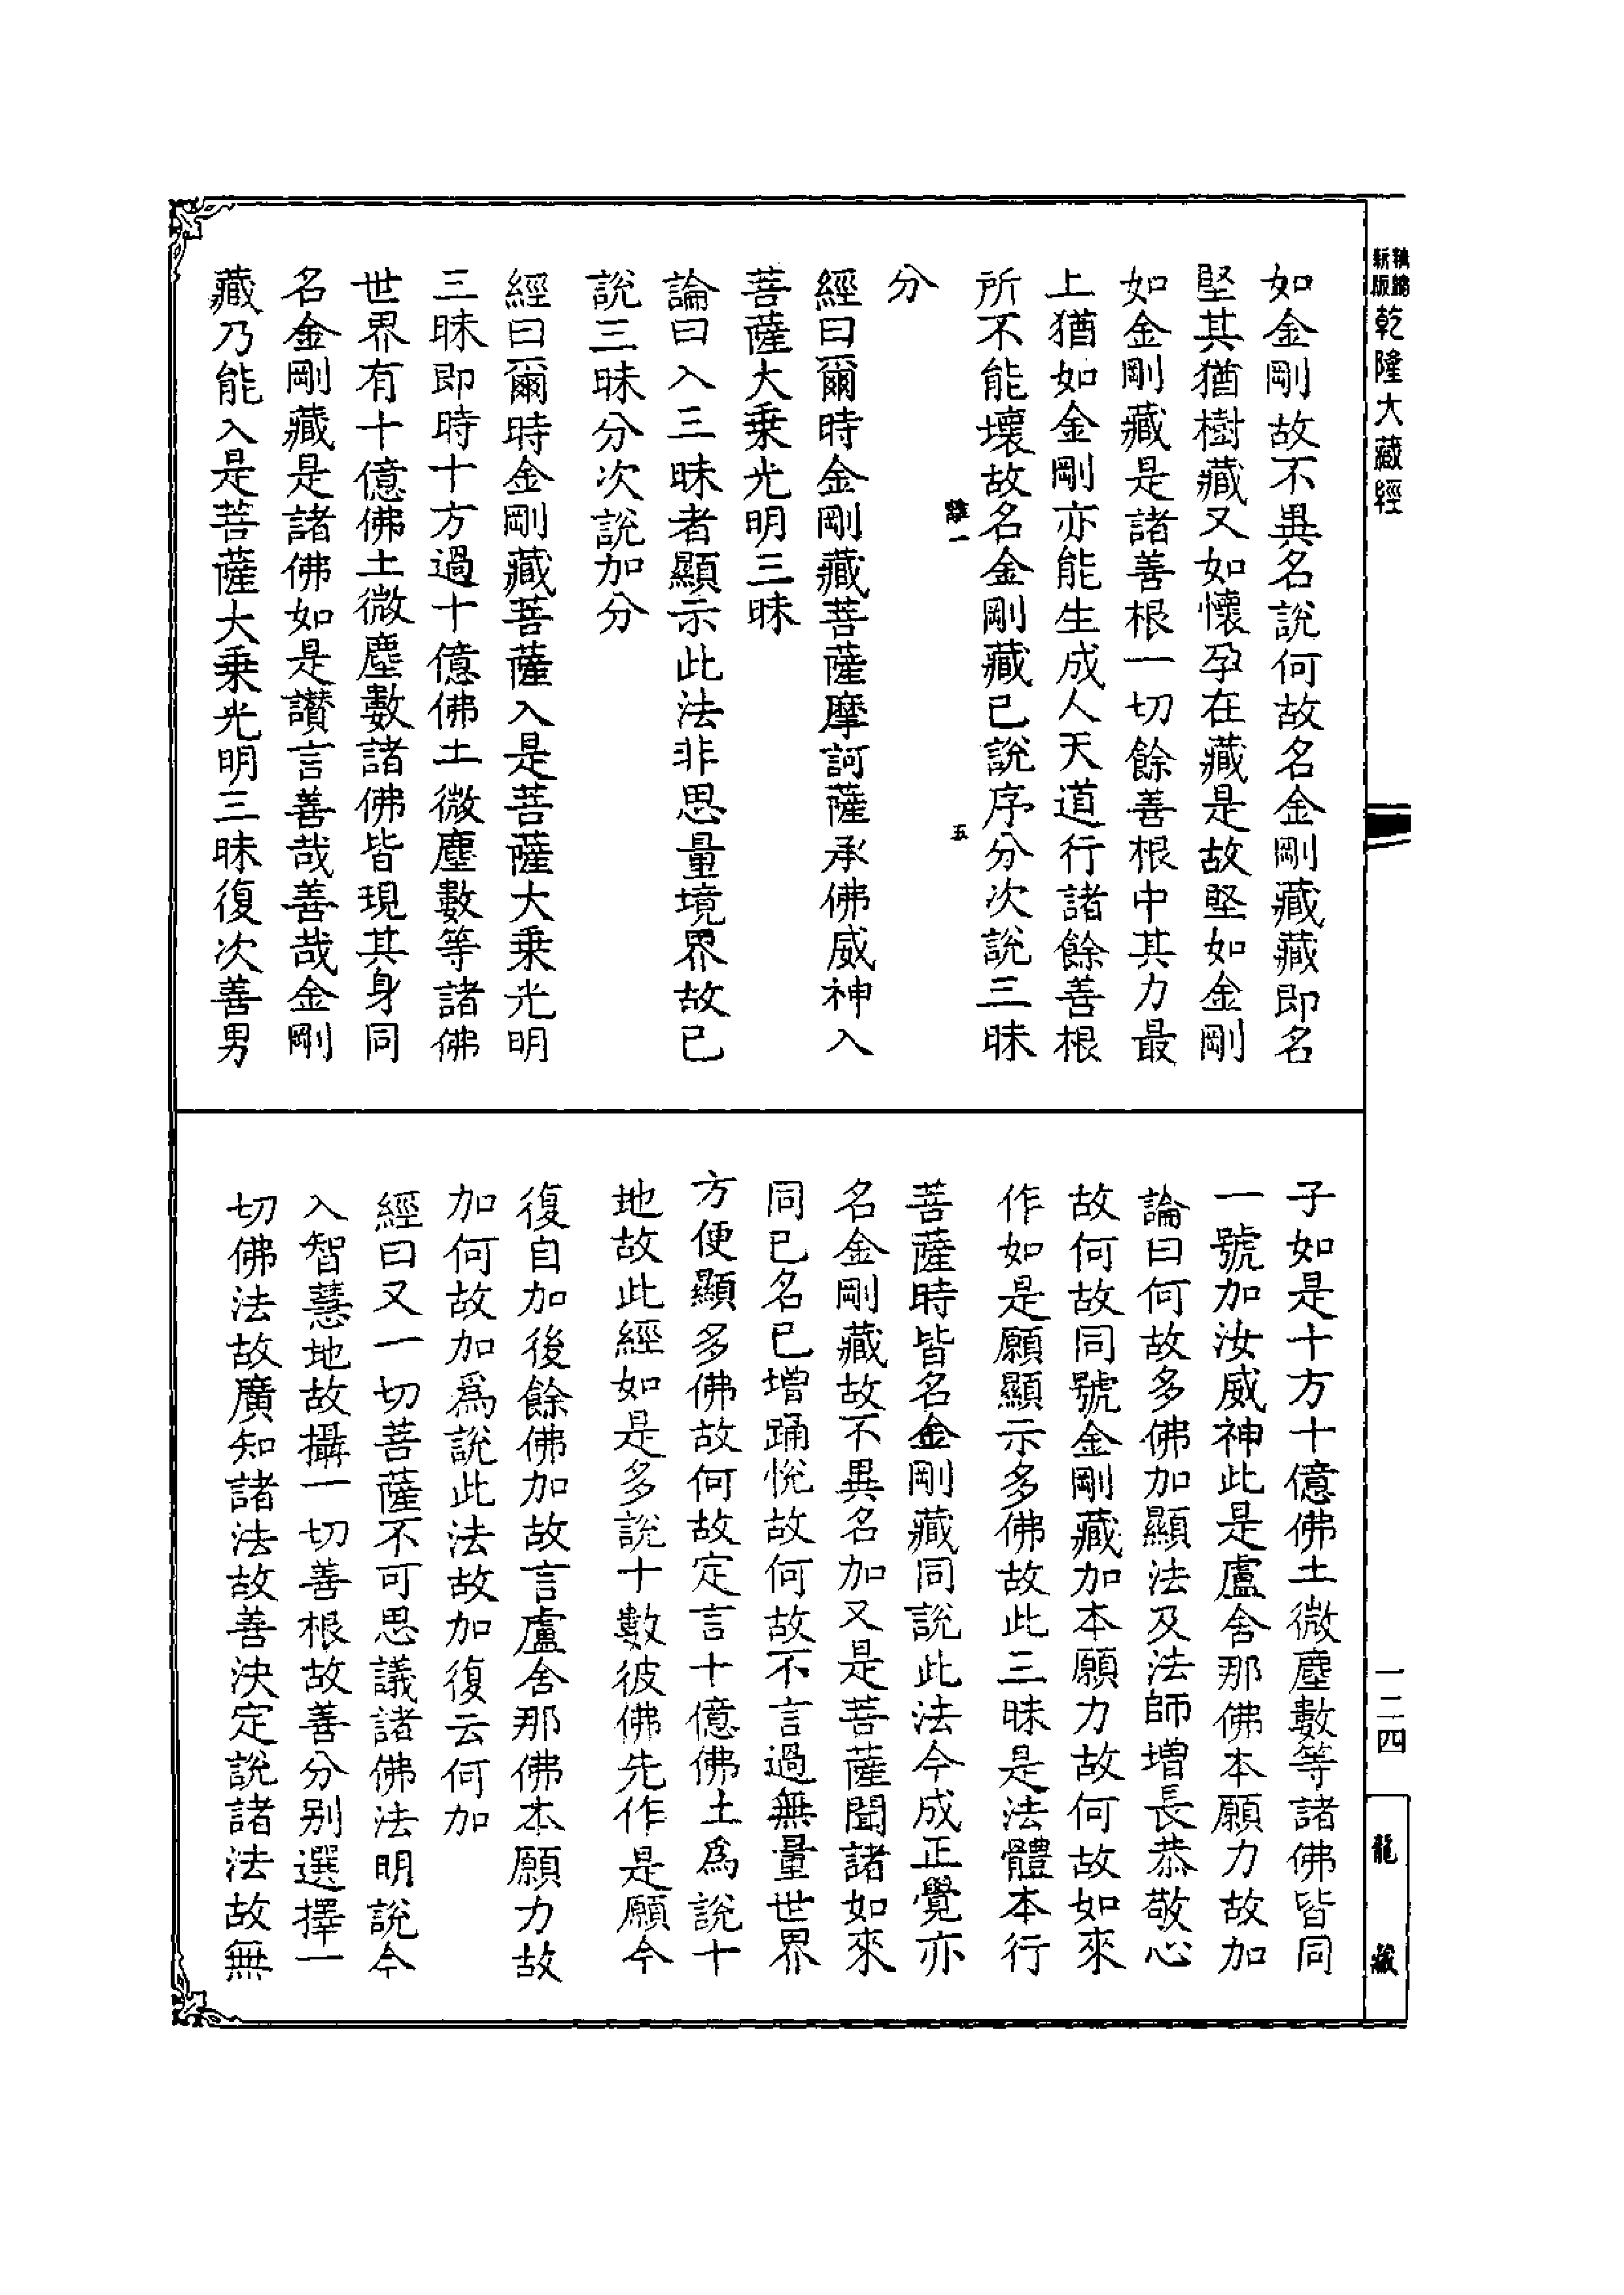 新版
乾隆大藏經
如金剛故不異名說何故名金剛藏藏即名
堅其猶樹藏又如懷孕在藏是故堅如金剛
如金剛藏是諸善根一切餘善根中其力最
上猶如金剛亦能生成人天道行諸餘善根
所不能壞故名金剛藏已說序分次說三昧
五
分
經曰爾時金剛藏菩薩摩訶薩承佛威神入
菩薩大乗光明三昧
論曰入三昧者顯示此法非思量境界故已
說三昧分次說加分
經曰爾時金剛藏菩薩入是菩薩大乗光明
三昧即時十方過十億佛土微塵數等諸佛
世界有十億佛土微塵數諸佛皆現其身同
名金剛藏是諸佛如是讚言善哉善哉金剛
藏乃能入是菩薩大乗光明三昧復次善男
子如是十方十億佛土微塵數等諸佛皆同
一號加汝威神此是盧舍那佛本願力故加
論曰何故多佛加顯法及法師增長恭敬心
故何故同號金剛藏加本願力故何故如來
作如是願顯示多佛故此三昧是法體本行
菩薩時皆名金剛藏同說此法今成正覺亦
名金剛藏故不異名加又是菩薩聞諸如來
同已名已增踊悅故何故不言過無量世界
方便顯多佛故何故定言十億佛土為說十
地故此經如是多說十數彼佛先作是願今
復自加後餘佛加故言盧舍那佛本願力故
加何故加為說此法故加復云何加
經曰又一切菩薩不可思議諸佛法明說令
入智慧地故攝一切善根故善分別選擇一
切佛法故廣知諸法故善決定說諸法故無
一二四
龍藏